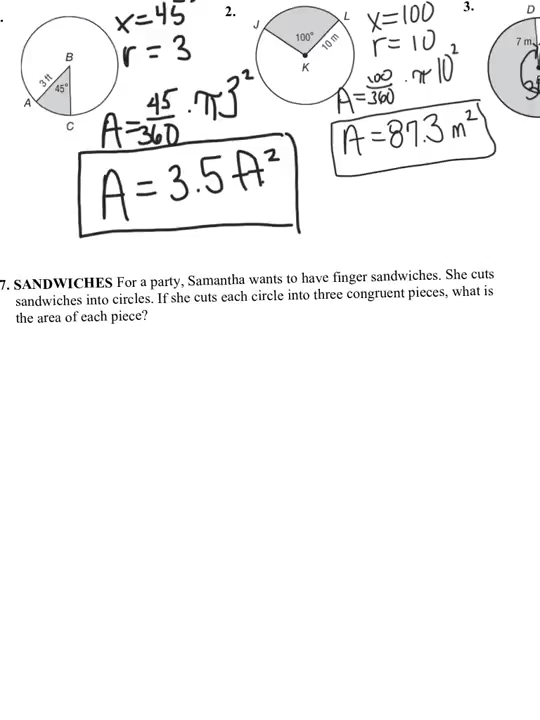 x=45
r = 3
B
3 ft
45°
A
C
A=45/360 · π3²
A = 3.5 ft²
2.
J
L
100°
10 m
K
x=100
r= 10
A=100/360 · π10²
A = 87.3 m²
3.
D
7 m
7. SANDWICHES For a party, Samantha wants to have finger sandwiches. She cuts
sandwiches into circles. If she cuts each circle into three congruent pieces, what is
the area of each piece?